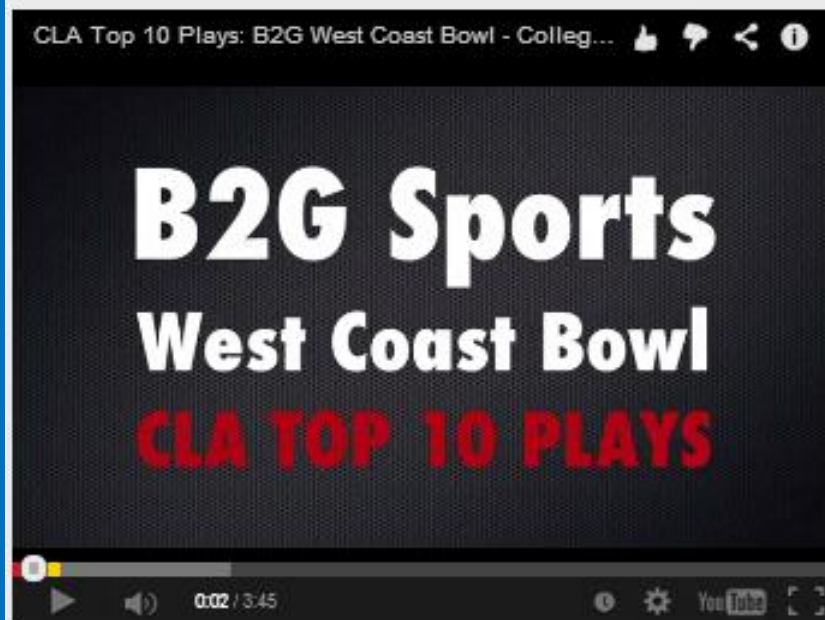 CLA Top 10 Plays: B2G West Coast Bowl - Colleg...
B2G Sports
West Coast Bowl
CLA TOP 10 PLAYS
0:02 / 3:45
YouTube